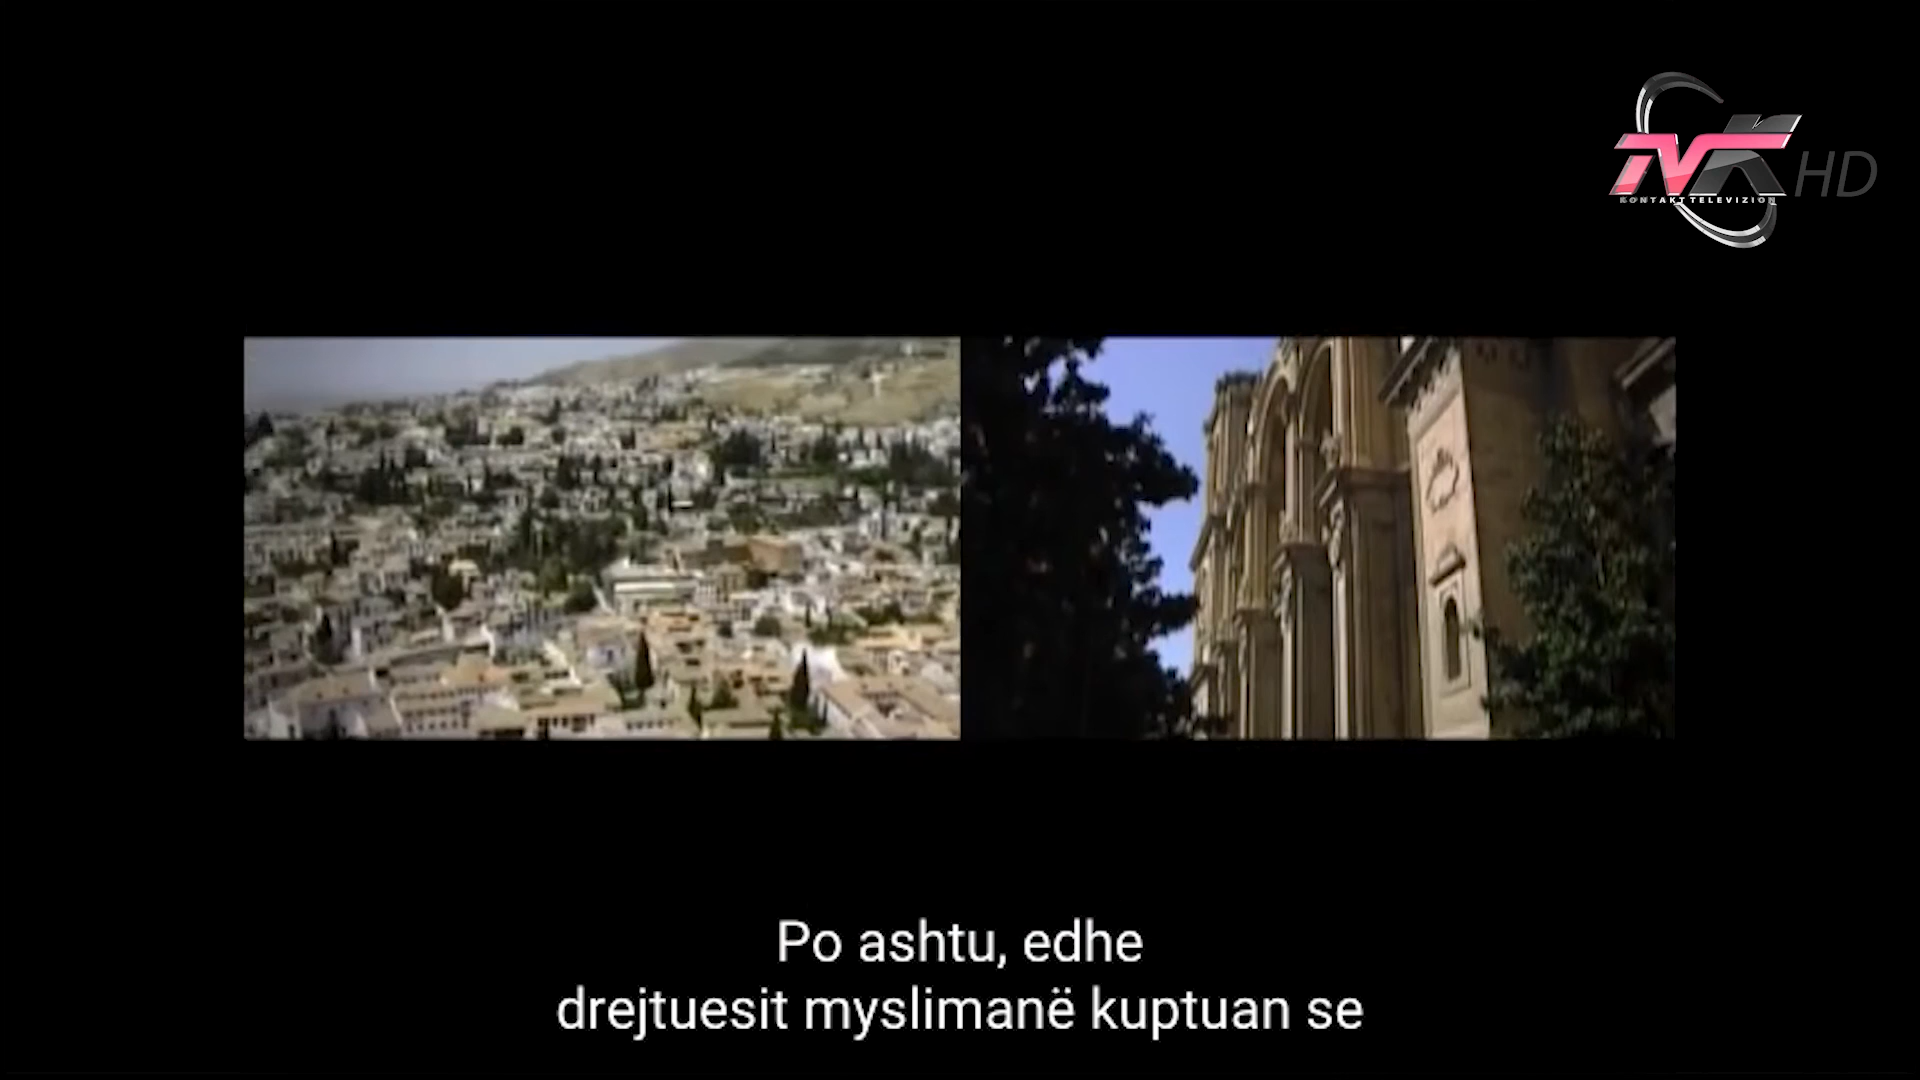 TVK HD
KONTAKT TELEVIZION
Po ashtu, edhe
drejtuesit myslimanë kuptuan se